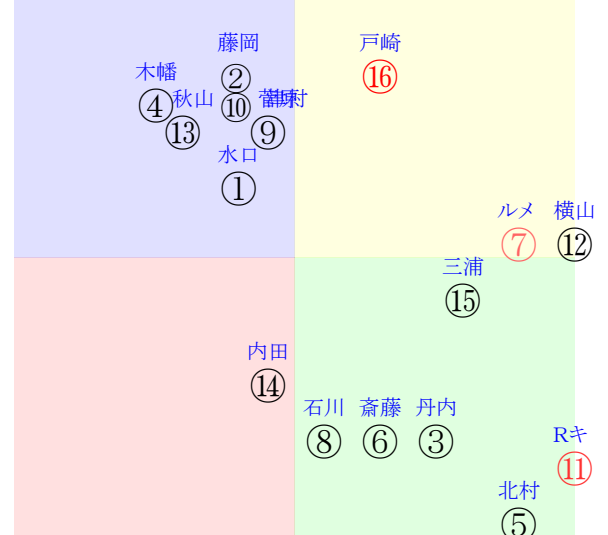 藤岡
戸崎
②
⑯
木幡
秋山
④
⑩
⑬
⑨
水口
①
ルメ
横山
⑦
⑫
三浦
⑮
内田
⑭
石川
斎藤
丹内
⑧
⑥
③
Rキ
⑪
北村
⑤